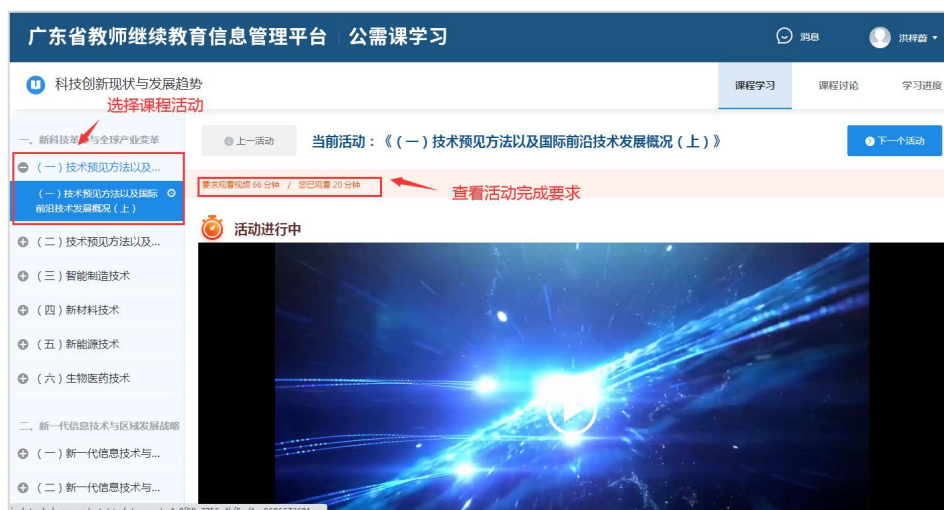 广东省教师继续教育信息管理平台 公需课学习
消息
洪梓蕾
科技创新现状与发展趋势
课程学习
课程讨论
学习进度
选择课程活动
一、新科技革命与全球产业变革
上一活动
当前活动：《（一）技术预见方法以及国际前沿技术发展概况（上）》
下一个活动
（一）技术预见方法以及...
（一）技术预见方法以及国际
前沿技术发展概况（上）
要求观看视频 66 分钟 / 您已观看 20 分钟
查看活动完成要求
活动进行中
（二）技术预见方法以及...
（三）智能制造技术
（四）新材料技术
（五）新能源技术
（六）生物医药技术
二、新一代信息技术与区域发展战略
（一）新一代信息技术与...
（二）新一代信息技术与...